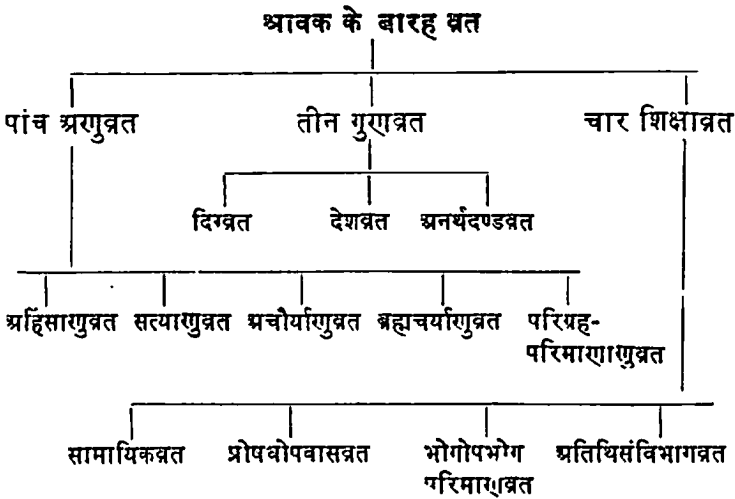 श्रावक के बारह व्रत
पांच अणुव्रत तीन गुणव्रत चार शिक्षाव्रत
दिग्व्रत देशव्रत अनर्थदण्डव्रत
अहिंसाणुव्रत सत्याणुव्रत अचौर्याणुव्रत ब्रह्मचर्याणुव्रत परिग्रह-
परिमाणाणुव्रत
सामायिकव्रत प्रोषधोपवासव्रत भोगोपभोग अतिथिसंविभागव्रत
परिमाणव्रत